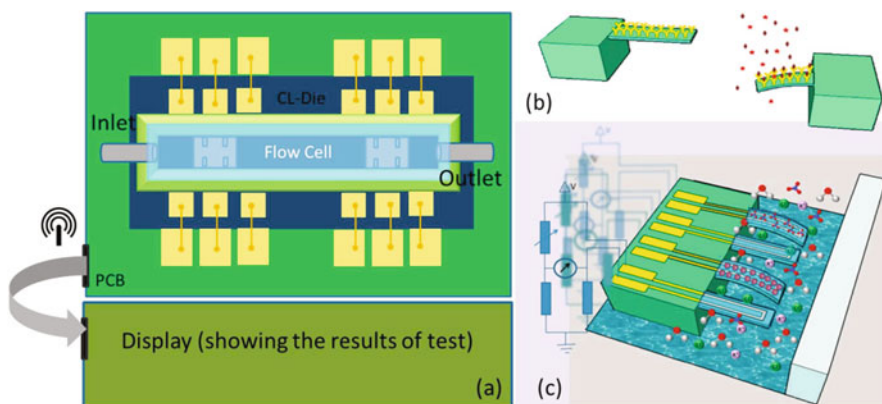 CL-Die
Inlet
Flow Cell
Outlet
PCB
Display (showing the results of test)
(a)
(b)
(c)